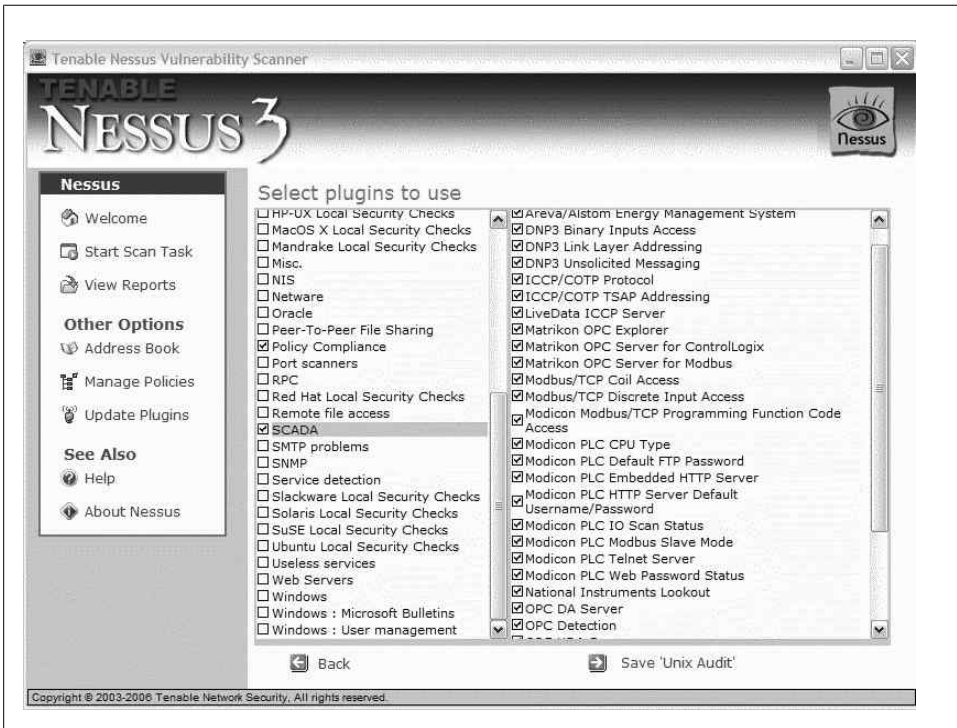 Tenable Nessus Vulnerability Scanner
TENABLE
NESSUS 3
Nessus
Nessus
Welcome
Start Scan Task
View Reports
Other Options
Address Book
Manage Policies
Update Plugins
See Also
Help
About Nessus
Select plugins to use
HP-UX Local Security Checks
MacOS X Local Security Checks
Mandrake Local Security Checks
Misc.
NIS
Netware
Oracle
Peer-To-Peer File Sharing
Policy Compliance
Port scanners
RPC
Red Hat Local Security Checks
Remote file access
SCADA
SMTP problems
SNMP
Service detection
Slackware Local Security Checks
Solaris Local Security Checks
SuSE Local Security Checks
Ubuntu Local Security Checks
Useless services
Web Servers
Windows
Windows : Microsoft Bulletins
Windows : User management
Areva/Alstom Energy Management System
DNP3 Binary Inputs Access
DNP3 Link Layer Addressing
DNP3 Unsolicited Messaging
ICCP/COTP Protocol
ICCP/COTP TSAP Addressing
LiveData ICCP Server
Matrikon OPC Explorer
Matrikon OPC Server for ControlLogix
Matrikon OPC Server for Modbus
Modbus/TCP Coil Access
Modbus/TCP Discrete Input Access
Modicon Modbus/TCP Programming Function Code
Access
Modicon PLC CPU Type
Modicon PLC Default FTP Password
Modicon PLC Embedded HTTP Server
Modicon PLC HTTP Server Default
Username/Password
Modicon PLC IO Scan Status
Modicon PLC Modbus Slave Mode
Modicon PLC Telnet Server
Modicon PLC Web Password Status
National Instruments Lookout
OPC DA Server
OPC Detection
Back
Save 'Unix Audit'
Copyright © 2003-2006 Tenable Network Security, All rights reserved.